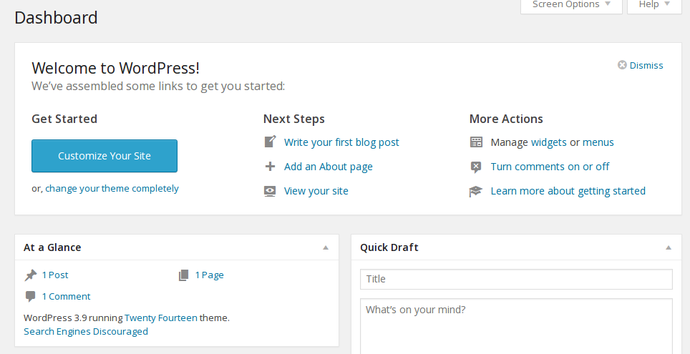 Dashboard
Screen Options
Help
Welcome to WordPress!
Dismiss
We've assembled some links to get you started:
Get Started
Customize Your Site
or, change your theme completely
Next Steps
Write your first blog post
Add an About page
View your site
More Actions
Manage widgets or menus
Turn comments on or off
Learn more about getting started
At a Glance
1 Post
1 Page
1 Comment
WordPress 3.9 running Twenty Fourteen theme.
Search Engines Discouraged
Quick Draft
Title
What's on your mind?